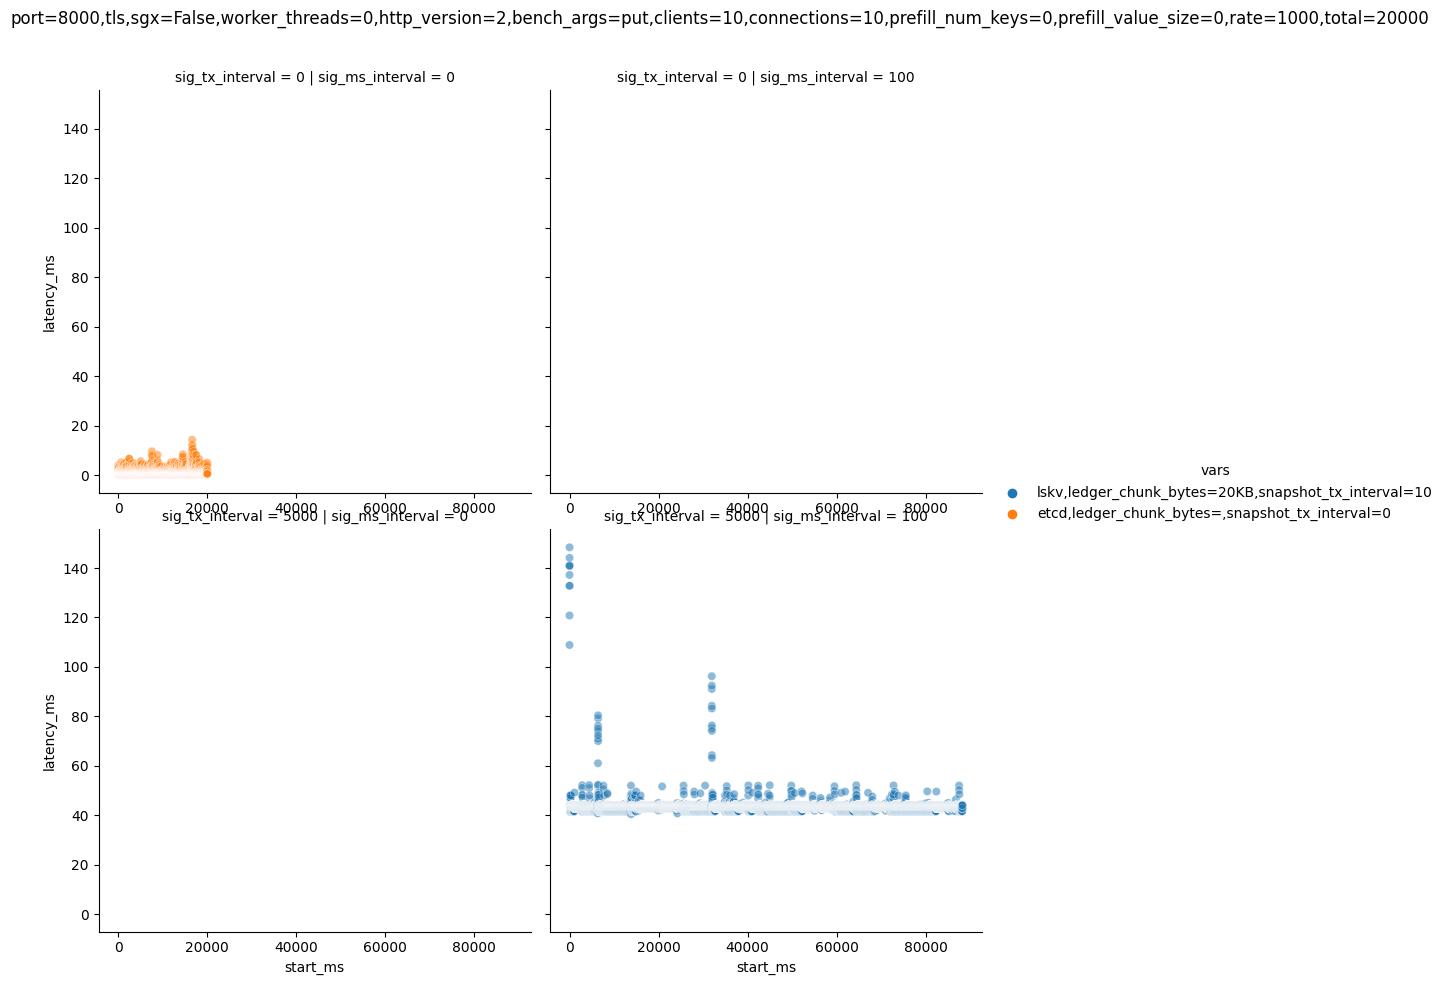 port=8000,tls,sgx=False,worker_threads=0,http_version=2,bench_args=put,clients=10,connections=10,prefill_num_keys=0,prefill_value_size=0,rate=1000,total=20000
sig_tx_interval = 0 | sig_ms_interval = 0
sig_tx_interval = 0 | sig_ms_interval = 100
140
120
100
80
60
40
20
0
latency_ms
0 20000 40000 60000 80000
0 20000 40000 60000 80000
vars
lskv,ledger_chunk_bytes=20KB,snapshot_tx_interval=10
etcd,ledger_chunk_bytes=,snapshot_tx_interval=0
sig_tx_interval = 5000 | sig_ms_interval = 0
sig_tx_interval = 5000 | sig_ms_interval = 100
140
120
100
80
60
40
20
0
latency_ms
0 20000 40000 60000 80000
0 20000 40000 60000 80000
start_ms
start_ms